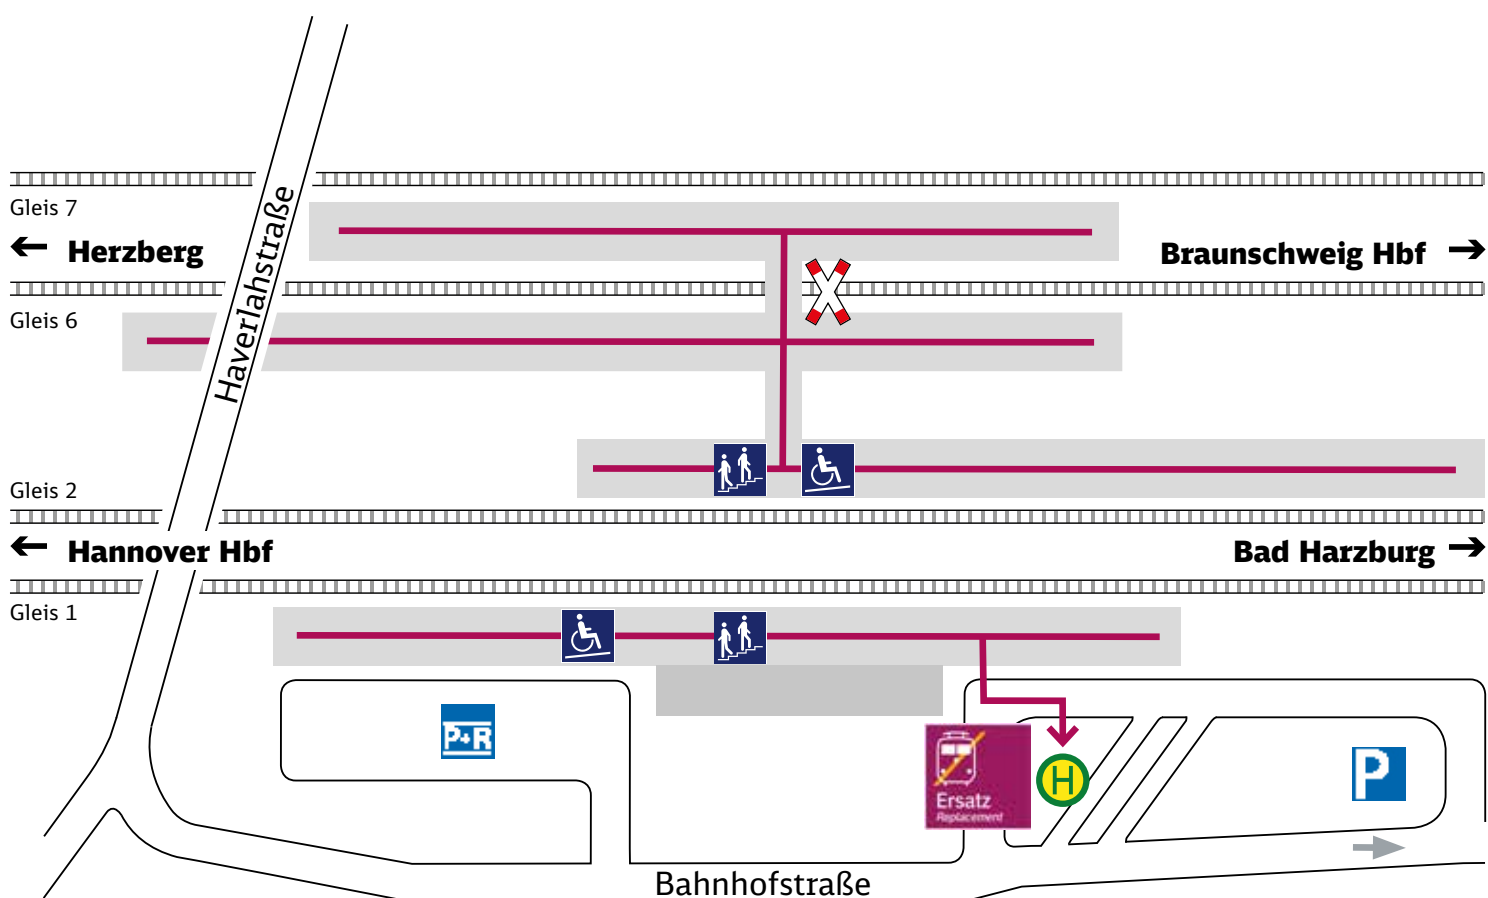 Haverlahstraße
Gleis 7
← Herzberg
Braunschweig Hbf →
Gleis 6
Gleis 2
← Hannover Hbf
Bad Harzburg →
Gleis 1
P+R
Ersatz
Replacement
H
P
Bahnhofstraße